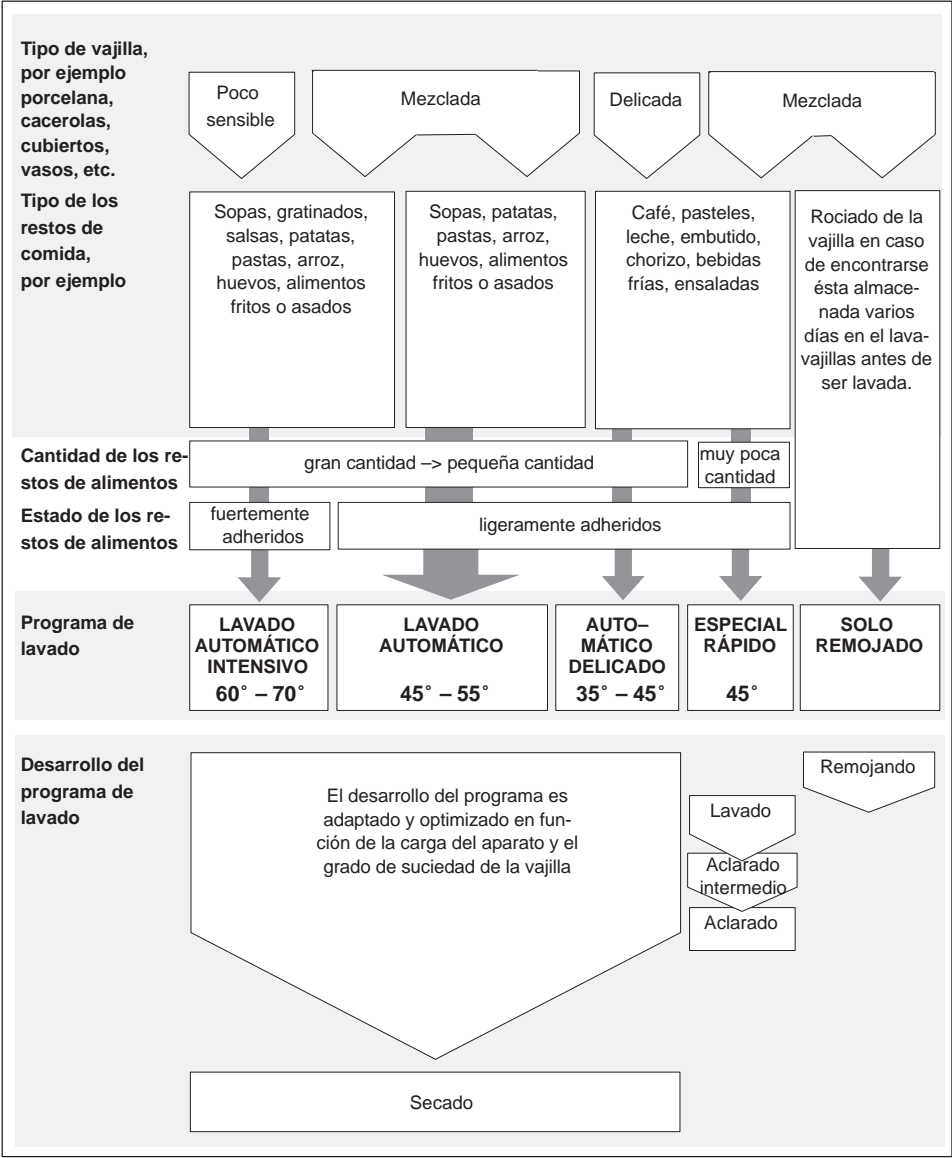 Tipo de vajilla,
por ejemplo
porcelana,
cacerolas,
cubiertos,
vasos, etc.
Poco
sensible
Mezclada
Delicada
Mezclada
Tipo de los
restos de
comida,
por ejemplo
Sopas, gratinados,
salsas, patatas,
pastas, arroz,
huevos, alimentos
fritos o asados
Sopas, patatas,
pastas, arroz,
huevos, alimentos
fritos o asados
Café, pasteles,
leche, embutido,
chorizo, bebidas
frías, ensaladas
Rociado de la
vajilla en caso
de encontrarse
ésta almace-
nada varios
días en el lava-
vajillas antes de
ser lavada.
Cantidad de los re-
stos de alimentos
gran cantidad –> pequeña cantidad
muy poca
cantidad
Estado de los re-
stos de alimentos
fuertemente
adheridos
ligeramente adheridos
Programa de
lavado
LAVADO
AUTOMÁTICO
INTENSIVO
60° – 70°
LAVADO
AUTOMÁTICO
45° – 55°
AUTO–
MÁTICO
DELICADO
35° – 45°
ESPECIAL
RÁPIDO
45°
SOLO
REMOJADO
Desarrollo del
programa de
lavado
El desarrollo del programa es
adaptado y optimizado en fun-
ción de la carga del aparato y el
grado de suciedad de la vajilla
Secado
Lavado
Aclarado
intermedio
Aclarado
Remojando